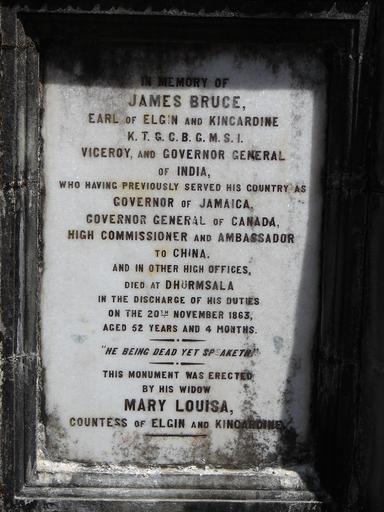 IN MEMORY OF
JAMES BRUCE,
EARL OF ELGIN AND KINCARDINE
K. T. G. C. B. G. M. S. I.
VICEROY, AND GOVERNOR GENERAL
OF INDIA,
WHO HAVING PREVIOUSLY SERVED HIS COUNTRY AS
GOVERNOR OF JAMAICA,
GOVERNOR GENERAL OF CANADA,
HIGH COMMISSIONER AND AMBASSADOR
TO CHINA.
AND IN OTHER HIGH OFFICES,
DIED AT DHURMSALA
IN THE DISCHARGE OF HIS DUTIES
ON THE 20TH NOVEMBER 1863,
AGED 52 YEARS AND 4 MONTHS.
"HE BEING DEAD YET SPEAKETH."
THIS MONUMENT WAS ERECTED
BY HIS WIDOW
MARY LOUISA,
COUNTESS OF ELGIN AND KINCARDINE.